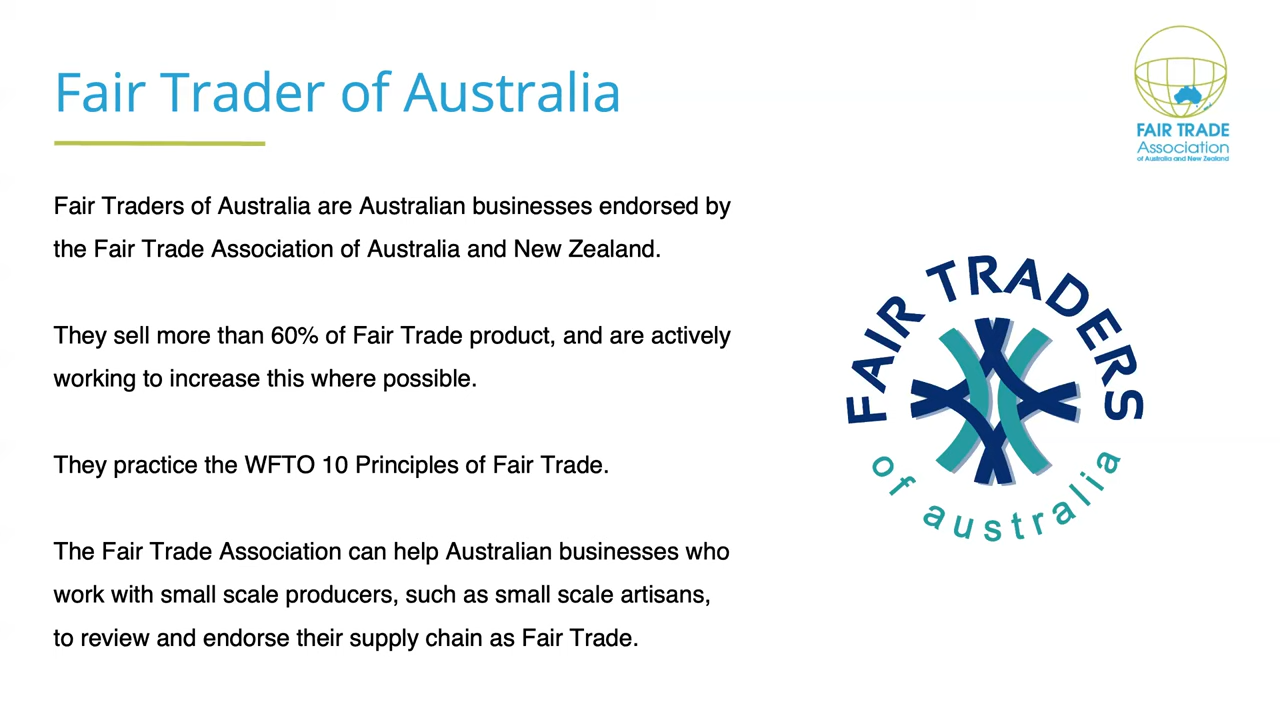 Fair Trader of Australia
FAIR TRADE
Association
of Australia and New Zealand
Fair Traders of Australia are Australian businesses endorsed by
the Fair Trade Association of Australia and New Zealand.
They sell more than 60% of Fair Trade product, and are actively
working to increase this where possible.
They practice the WFTO 10 Principles of Fair Trade.
The Fair Trade Association can help Australian businesses who
work with small scale producers, such as small scale artisans,
to review and endorse their supply chain as Fair Trade.
FAIR TRADERS
of australia